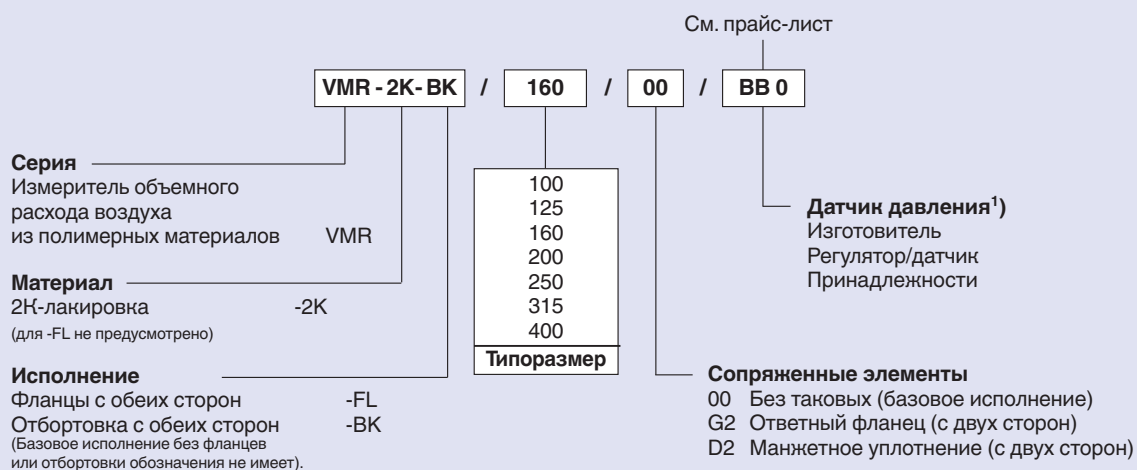 См. прайс-лист
VMR - 2K- BK / 160 / 00 / BB 0
Серия
Измеритель объемного
расхода воздуха
из полимерных материалов VMR
Материал
2К-лакировка -2K
(для -FL не предусмотрено)
Исполнение
Фланцы с обеих сторон -FL
Отбортовка с обеих сторон -BK
(Базовое исполнение без фланцев
или отбортовки обозначения не имеет).
100
125
160
200
250
315
400
Типоразмер
Датчик давления¹)
Изготовитель
Регулятор/датчик
Принадлежности
Сопряженные элементы
00 Без таковых (базовое исполнение)
G2 Ответный фланец (с двух сторон)
D2 Манжетное уплотнение (с двух сторон)